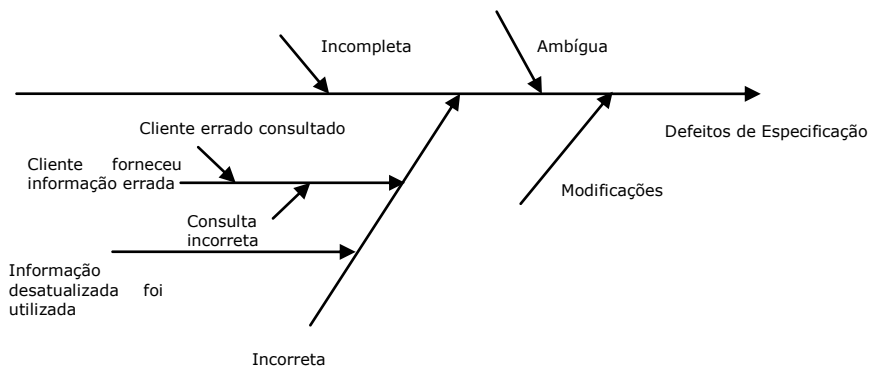 Incompleta
Ambígua
Cliente errado consultado
Defeitos de Especificação
Cliente forneceu
informação errada
Modificações
Consulta
incorreta
Informação
desatualizada foi
utilizada
Incorreta